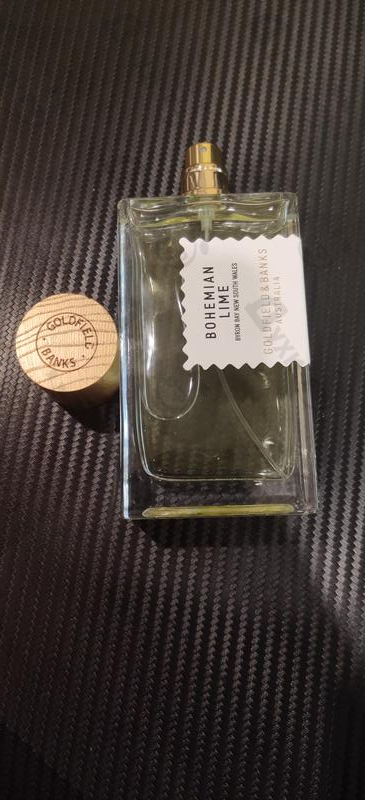 GOLDFIELD
BANKS
BOHEMIAN
LIME
BYRON BAY NEW SOUTH WALES
GOLDFIELD & BANKS
AUSTRALIA